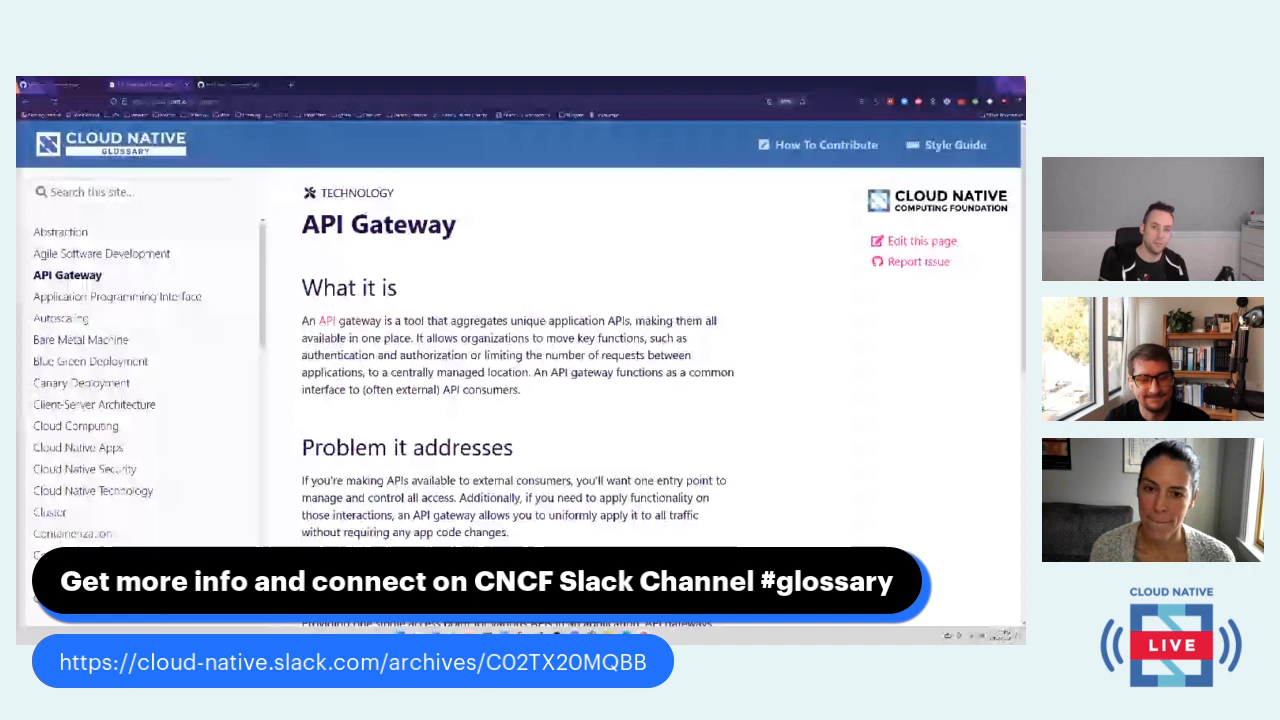 CLOUD NATIVE
GLOSSARY
How To Contribute
Style Guide
Search this site...
Abstraction
Agile Software Development
API Gateway
Application Programming Interface
Autoscaling
Bare Metal Machine
Blue Green Deployment
Canary Deployment
Client-Server Architecture
Cloud Computing
Cloud Native Apps
Cloud Native Security
Cloud Native Technology
Cluster
Containerization
TECHNOLOGY
API Gateway
What it is
An API gateway is a tool that aggregates unique application APIs, making them all
available in one place. It allows organizations to move key functions, such as
authentication and authorization or limiting the number of requests between
applications, to a centrally managed location. An API gateway functions as a common
interface to (often external) API consumers.
Problem it addresses
If you're making APIs available to external consumers, you'll want one entry point to
manage and control all access. Additionally, if you need to apply functionality on
those interactions, an API gateway allows you to uniformly apply it to all traffic
without requiring any app code changes.
CLOUD NATIVE
COMPUTING FOUNDATION
Edit this page
Report issue
Get more info and connect on CNCF Slack Channel #glossary
https://cloud-native.slack.com/archives/C02TX20MQBB
CLOUD NATIVE
LIVE